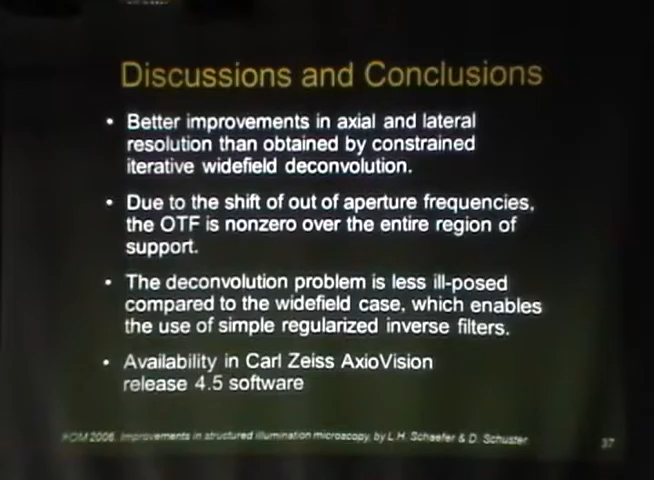 Discussions and Conclusions
• Better improvements in axial and lateral
resolution than obtained by constrained
iterative widefield deconvolution.
• Due to the shift of out of aperture frequencies,
the OTF is nonzero over the entire region of
support.
• The deconvolution problem is less ill-posed
compared to the widefield case, which enables
the use of simple regularized inverse filters.
• Availability in Carl Zeiss AxioVision
release 4.5 software
FOM 2006, Improvements in structured illumination microscopy, by L.H. Schaefer & D. Schuster
37